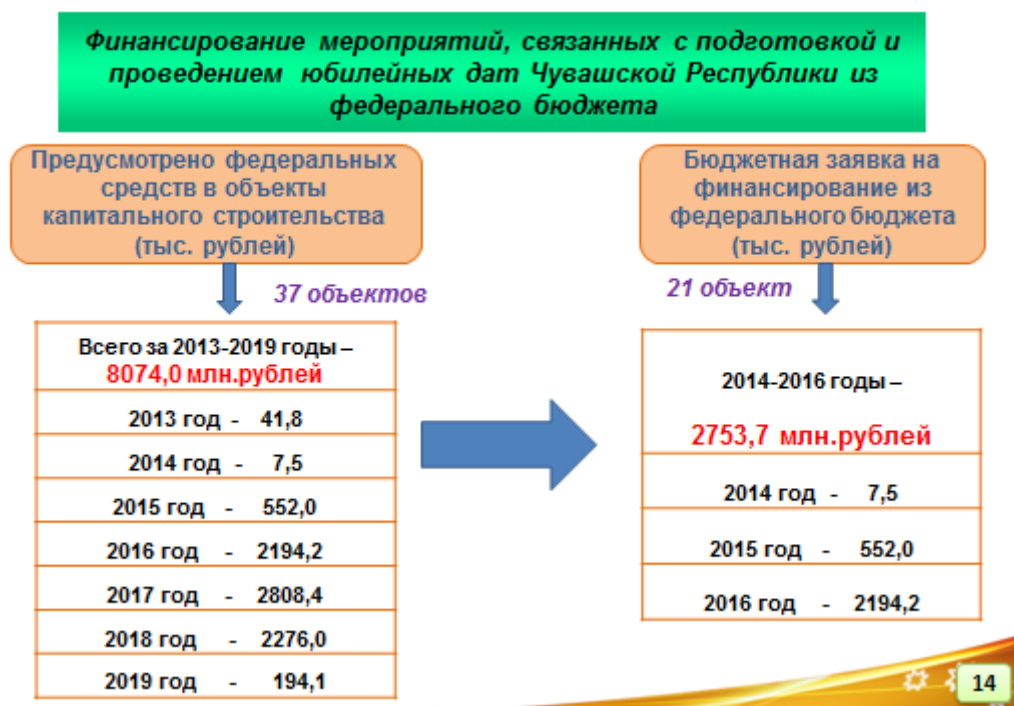 Финансирование мероприятий, связанных с подготовкой и
проведением юбилейных дат Чувашской Республики из
федерального бюджета
Предусмотрено федеральных
средств в объекты
капитального строительства
(тыс. рублей)
37 объектов
Всего за 2013-2019 годы –
8074,0 млн.рублей
2013 год - 41,8
2014 год - 7,5
2015 год - 552,0
2016 год - 2194,2
2017 год - 2808,4
2018 год - 2276,0
2019 год - 194,1
Бюджетная заявка на
финансирование из
федерального бюджета
(тыс. рублей)
21 объект
2014-2016 годы –
2753,7 млн.рублей
2014 год - 7,5
2015 год - 552,0
2016 год - 2194,2
14